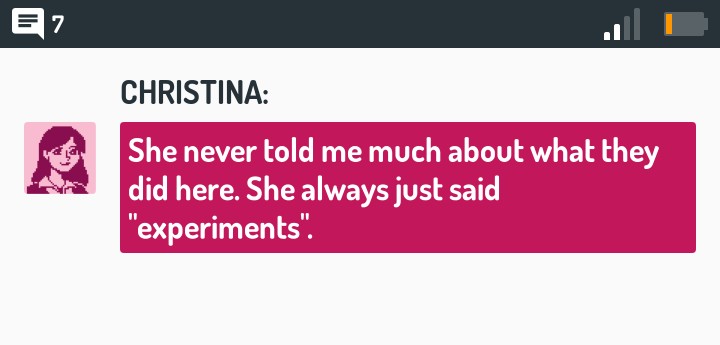 7
CHRISTINA:
She never told me much about what they
did here. She always just said
"experiments".